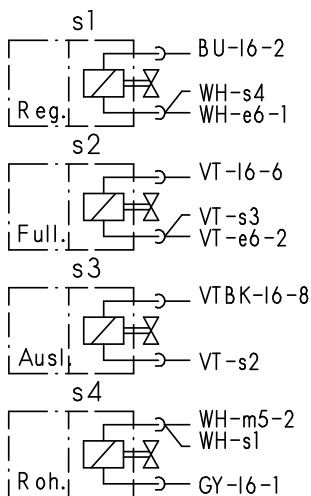 s1
BU-16-2
WH-s4
Reg. WH-e6-1
s2
VT-16-6
VT-s3
Full. VT-e6-2
s3
VTBK-16-8
Ausl. VT-s2
s4
WH-m5-2
WH-s1
Roh. GY-16-1